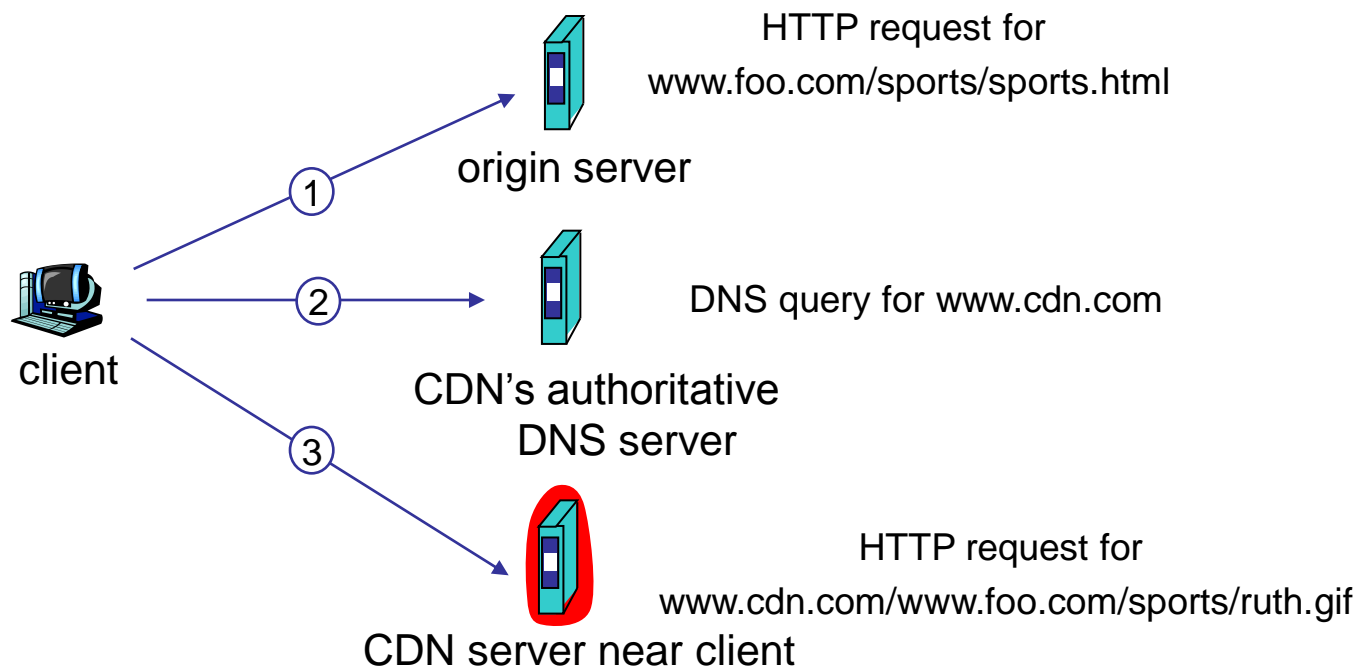 HTTP request for
www.foo.com/sports/sports.html
origin server
1
2
DNS query for www.cdn.com
client
CDN’s authoritative
DNS server
3
HTTP request for
www.cdn.com/www.foo.com/sports/ruth.gif
CDN server near client